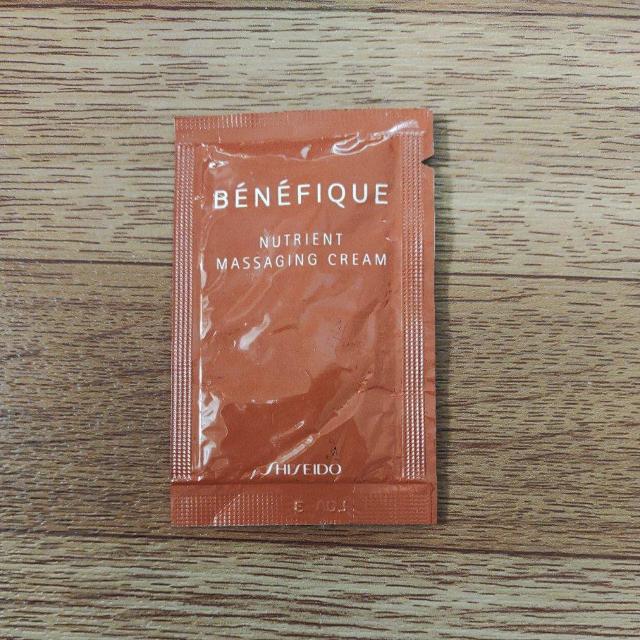 BÉNÉFIQUE
NUTRIENT
MASSAGING CREAM
SHISEIDO